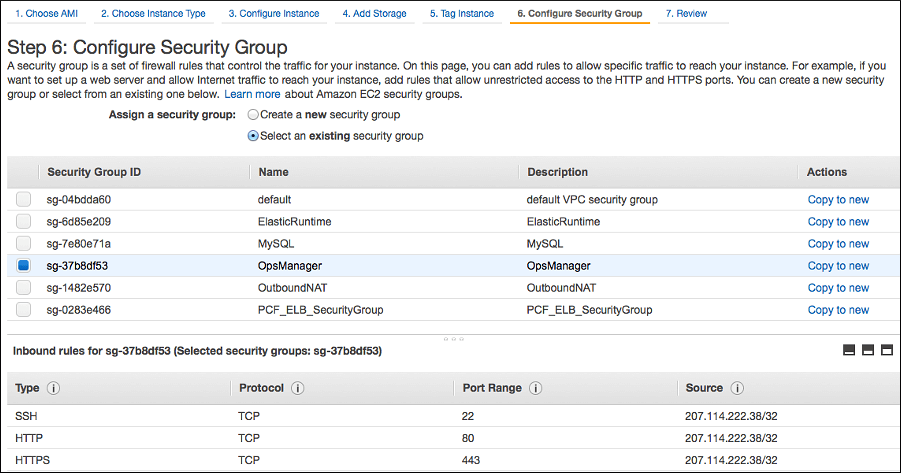 1. Choose AMI 2. Choose Instance Type 3. Configure Instance 4. Add Storage 5. Tag Instance 6. Configure Security Group 7. Review
Step 6: Configure Security Group
A security group is a set of firewall rules that control the traffic for your instance. On this page, you can add rules to allow specific traffic to reach your instance. For example, if you
want to set up a web server and allow Internet traffic to reach your instance, add rules that allow unrestricted access to the HTTP and HTTPS ports. You can create a new security
group or select from an existing one below. Learn more about Amazon EC2 security groups.
Assign a security group: Create a new security group
Select an existing security group
Security Group ID Name Description Actions
sg-04bdda60 default default VPC security group Copy to new
sg-6d85e209 ElasticRuntime ElasticRuntime Copy to new
sg-7e80e71a MySQL MySQL Copy to new
sg-37b8df53 OpsManager OpsManager Copy to new
sg-1482e570 OutboundNAT OutboundNAT Copy to new
sg-0283e466 PCF_ELB_SecurityGroup PCF_ELB_SecurityGroup Copy to new
Inbound rules for sg-37b8df53 (Selected security groups: sg-37b8df53)
Type i Protocol i Port Range i Source i
SSH TCP 22 207.114.222.38/32
HTTP TCP 80 207.114.222.38/32
HTTPS TCP 443 207.114.222.38/32